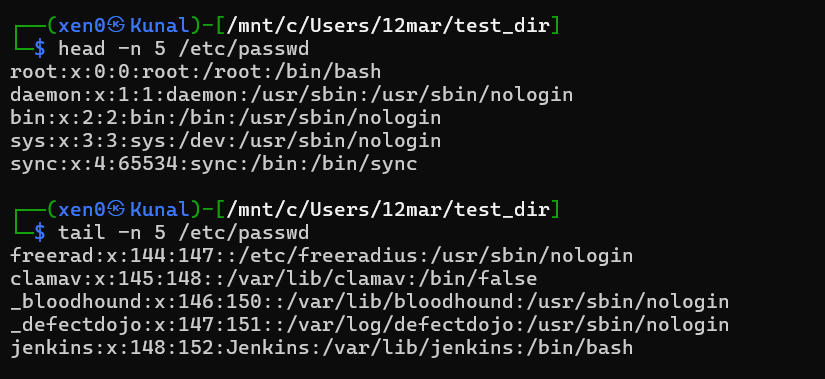 ┌──(xen0㉿Kunal)-[/mnt/c/Users/12mar/test_dir]
└─$ head -n 5 /etc/passwd
root:x:0:0:root:/root:/bin/bash
daemon:x:1:1:daemon:/usr/sbin:/usr/sbin/nologin
bin:x:2:2:bin:/bin:/usr/sbin/nologin
sys:x:3:3:sys:/dev:/usr/sbin/nologin
sync:x:4:65534:sync:/bin:/bin/sync
┌──(xen0㉿Kunal)-[/mnt/c/Users/12mar/test_dir]
└─$ tail -n 5 /etc/passwd
freerad:x:144:147::/etc/freeradius:/usr/sbin/nologin
clamav:x:145:148::/var/lib/clamav:/bin/false
_bloodhound:x:146:150::/var/lib/bloodhound:/usr/sbin/nologin
_defectdojo:x:147:151::/var/log/defectdojo:/usr/sbin/nologin
jenkins:x:148:152:Jenkins:/var/lib/jenkins:/bin/bash